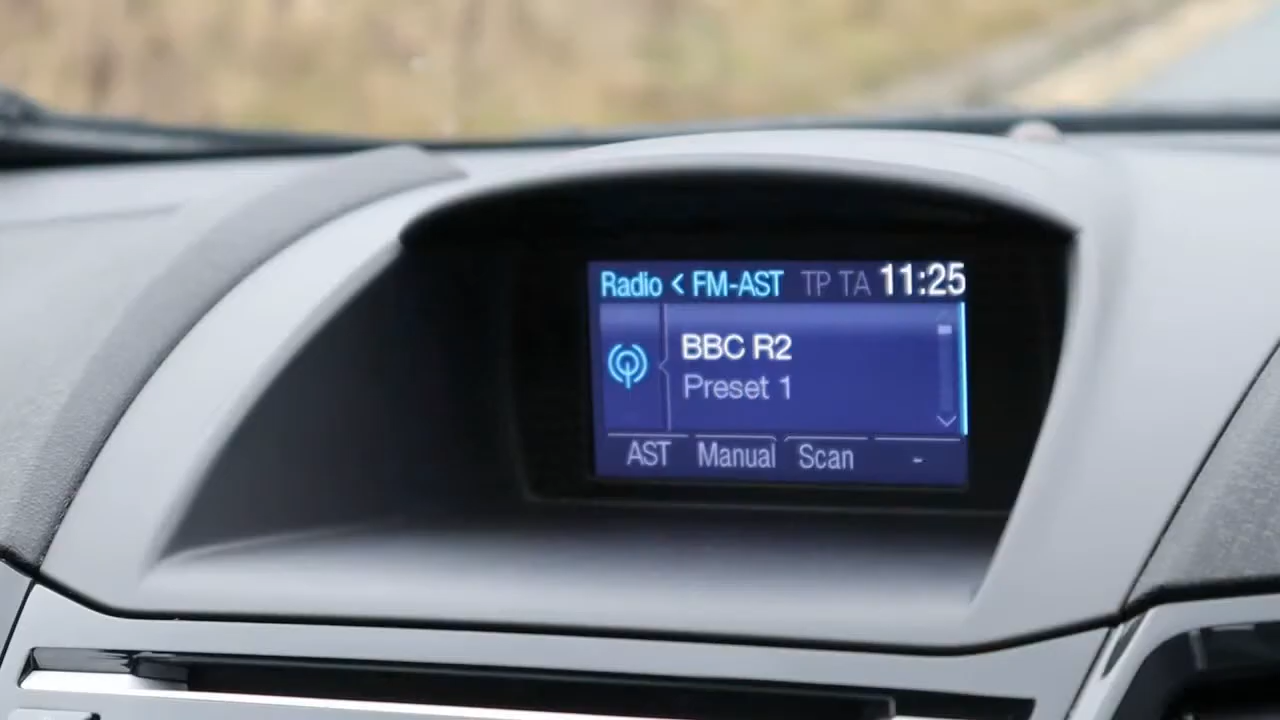 Radio < FM-AST TP TA 11:25
BBC R2
Preset 1
AST Manual Scan -